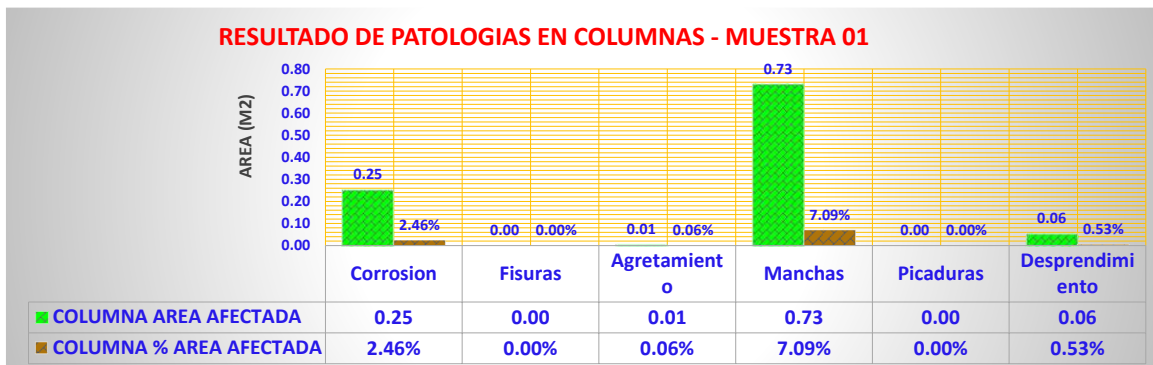 RESULTADO DE PATOLOGIAS EN COLUMNAS - MUESTRA 01
AREA (M2)
0.80
0.70
0.60
0.50
0.40
0.30
0.20
0.10
0.00
0.25 2.46% 0.00 0.00% 0.01 0.06% 0.73 7.09% 0.00 0.00% 0.06 0.53%
Corrosion Fisuras Agretamient Manchas Picaduras Desprendimi
o ento
COLUMNA AREA AFECTADA 0.25 0.00 0.01 0.73 0.00 0.06
COLUMNA % AREA AFECTADA 2.46% 0.00% 0.06% 7.09% 0.00% 0.53%